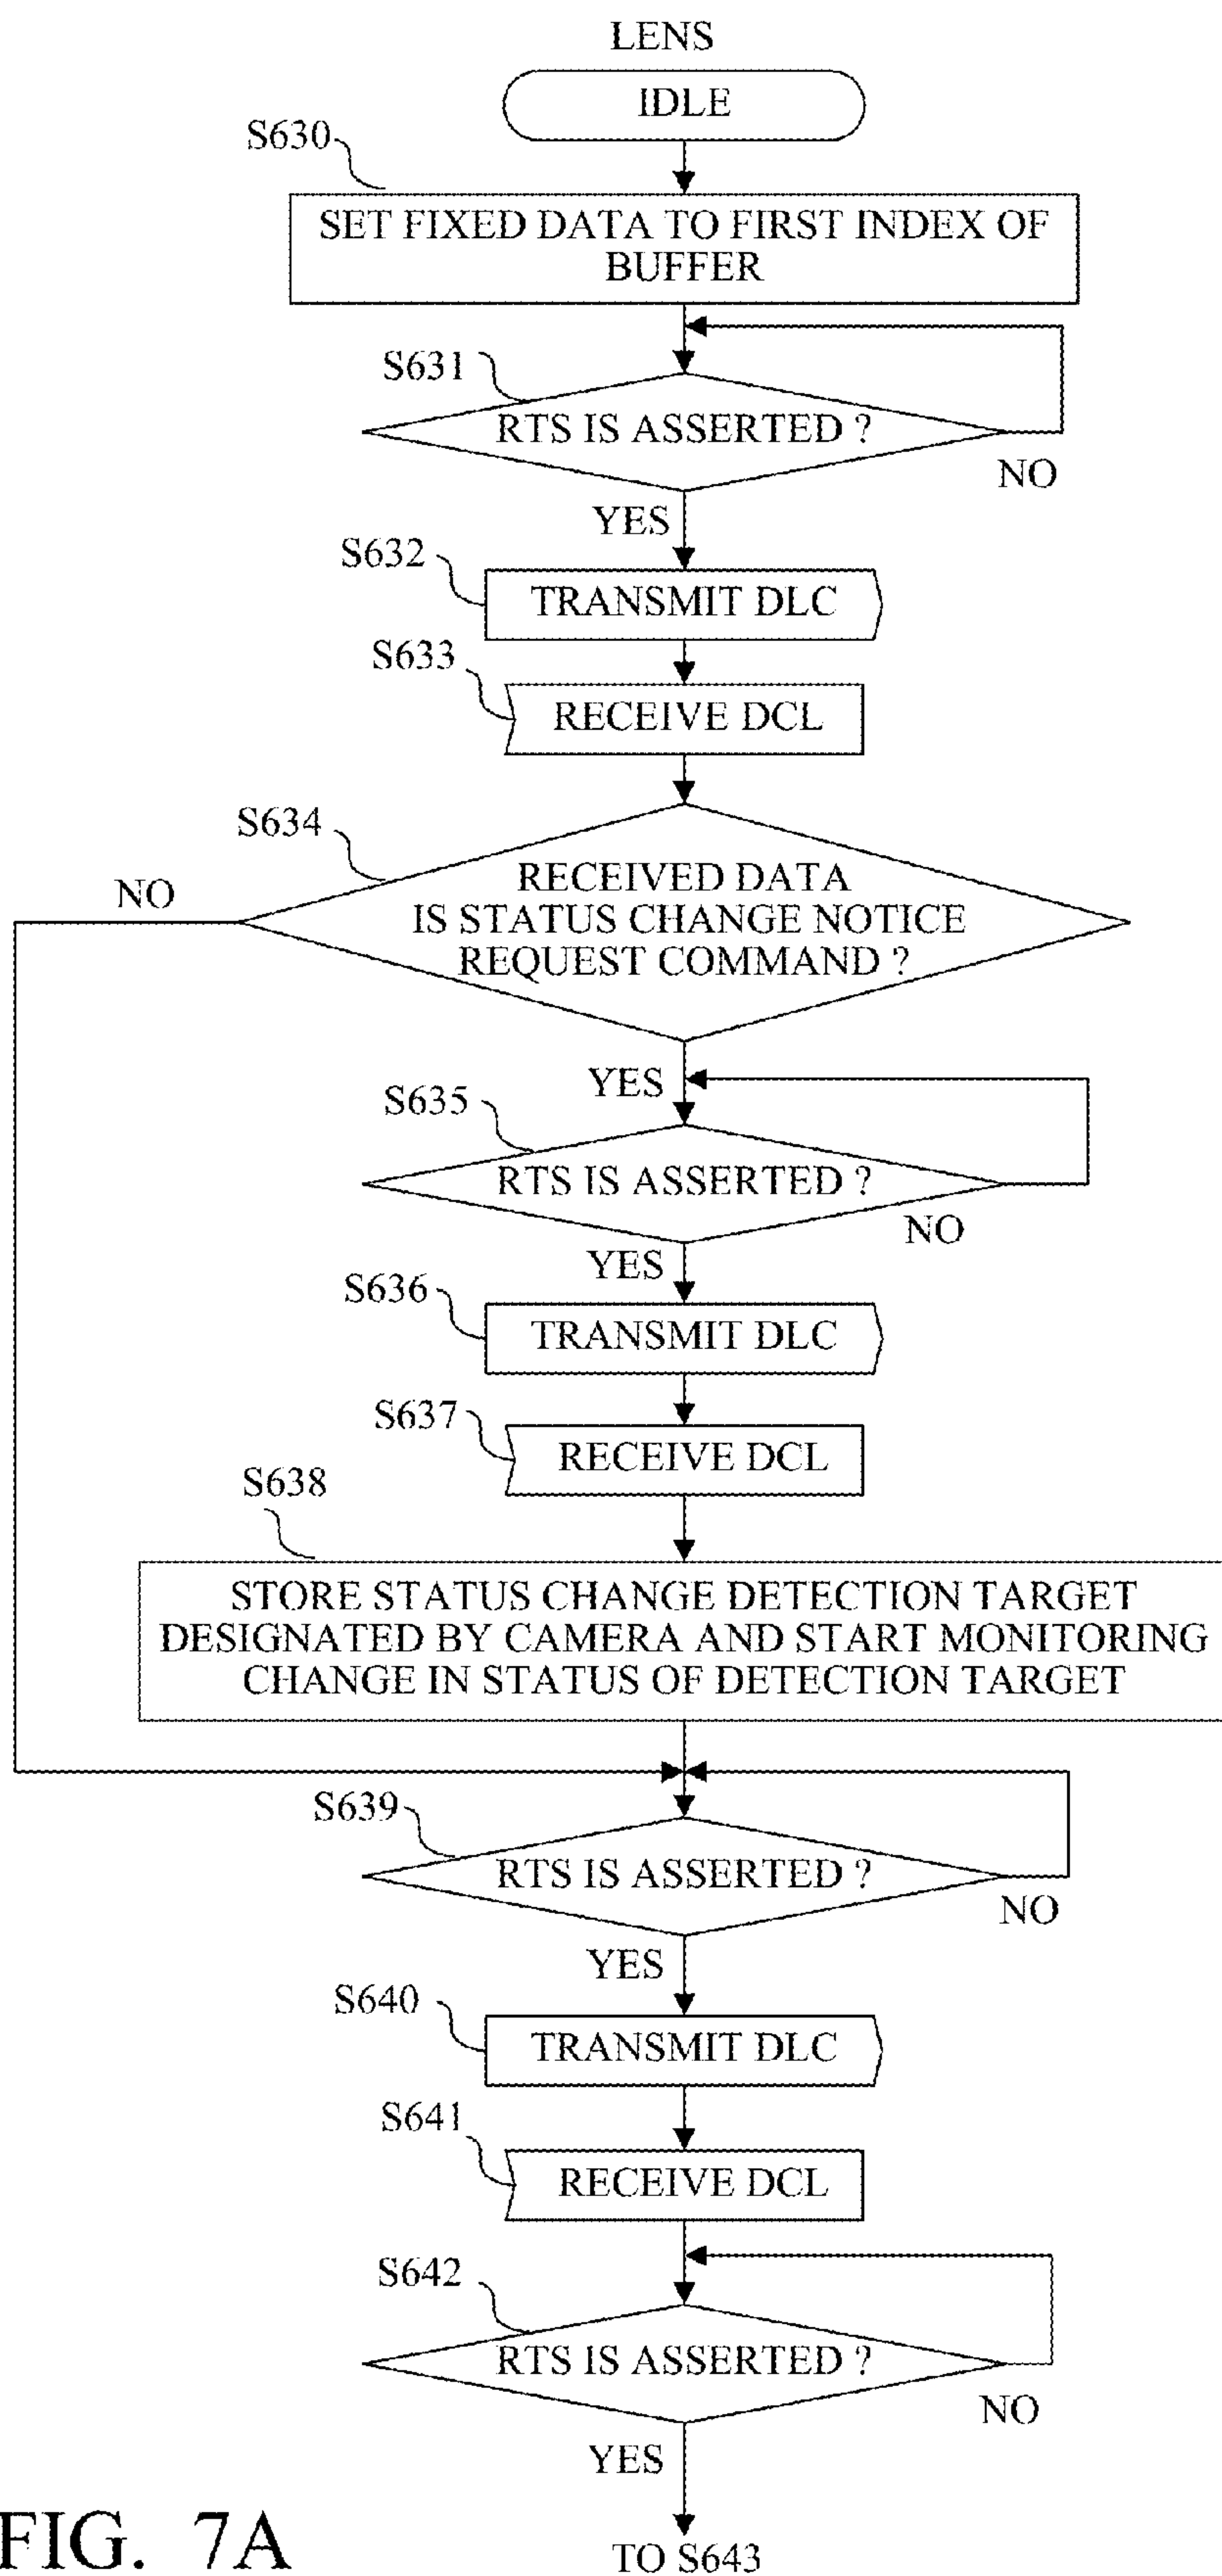 LENS
IDLE
S630
SET FIXED DATA TO FIRST INDEX OF
BUFFER
S631
RTS IS ASSERTED ?
NO
YES
S632
TRANSMIT DLC
S633
RECEIVE DCL
S634
NO
RECEIVED DATA
IS STATUS CHANGE NOTICE
REQUEST COMMAND ?
YES
S635
RTS IS ASSERTED ?
NO
YES
S636
TRANSMIT DLC
S637
RECEIVE DCL
S638
STORE STATUS CHANGE DETECTION TARGET
DESIGNATED BY CAMERA AND START MONITORING
CHANGE IN STATUS OF DETECTION TARGET
S639
RTS IS ASSERTED ?
NO
YES
S640
TRANSMIT DLC
S641
RECEIVE DCL
S642
RTS IS ASSERTED ?
NO
YES
FIG. 7A
TO S643